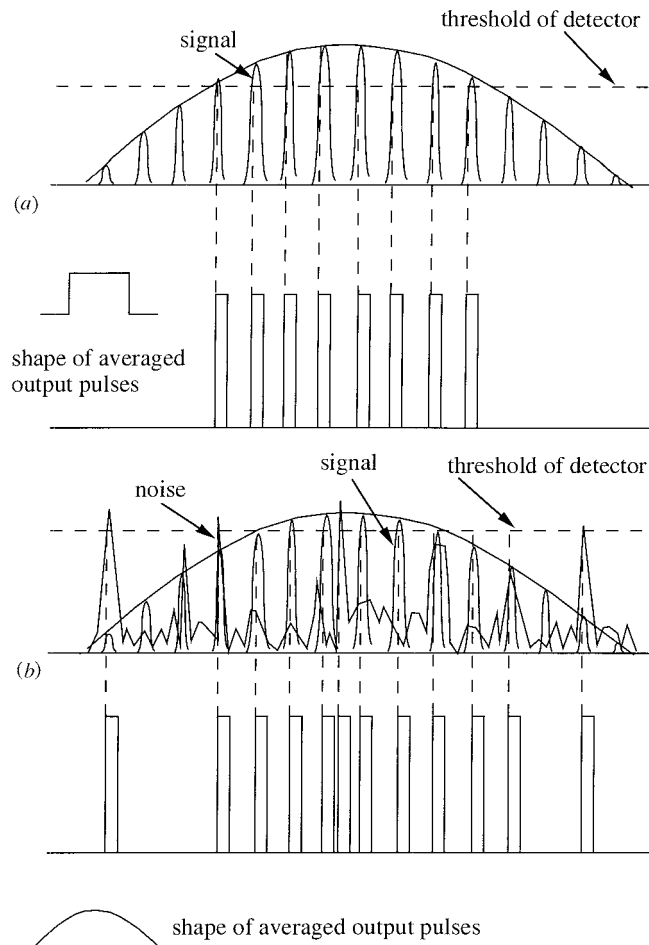 threshold of detector
signal
(a)
shape of averaged
output pulses
signal
threshold of detector
noise
(b)
shape of averaged output pulses